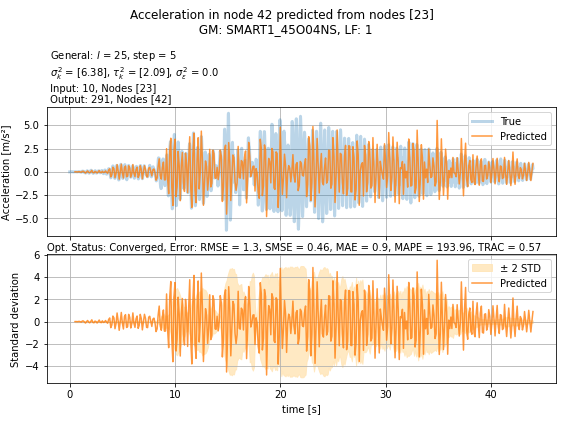 Acceleration in node 42 predicted from nodes [23]
GM: SMART1_45O04NS, LF: 1
General: l = 25, step = 5
σ²_k = [6.38], τ²_k = [2.09], σ²_ε = 0.0
Input: 10, Nodes [23]
Output: 291, Nodes [42]
Acceleration [m/s²]
5.0
2.5
0.0
−2.5
−5.0
True
Predicted
Opt. Status: Converged, Error: RMSE = 1.3, SMSE = 0.46, MAE = 0.9, MAPE = 193.96, TRAC = 0.57
Standard deviation
6
4
2
0
−2
−4
± 2 STD
Predicted
0 10 20 30 40
time [s]